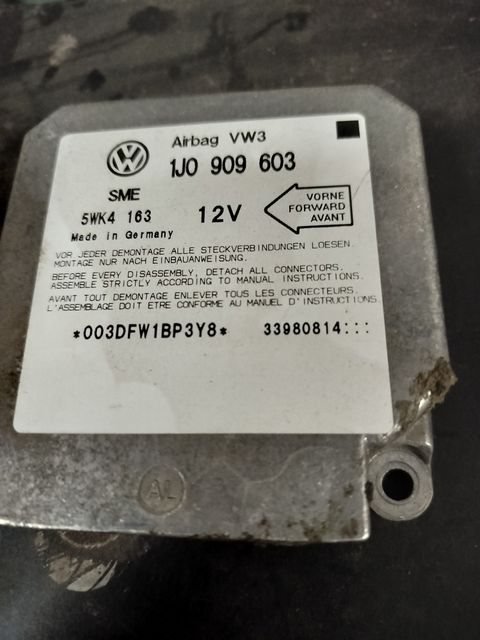 Airbag VW3
1J0 909 603
SME
5WK4 163
12V
VORNE
FORWARD
AVANT
Made in Germany
VOR JEDER DEMONTAGE ALLE STECKVERBINDUNGEN LOESEN.
MONTAGE NUR NACH EINBAUANWEISUNG.
BEFORE EVERY DISASSEMBLY, DETACH ALL CONNECTORS.
ASSEMBLE STRICTLY ACCORDING TO MANUAL INSTRUCTIONS.
AVANT TOUT DEMONTAGE ENLEVER TOUS LES CONNECTEURS.
L'ASSEMBLAGE DOIT ETRE CONFORME AU MANUEL D'INSTRUCTIONS.
*003DFW1BP3Y8*
33980814:::
AL